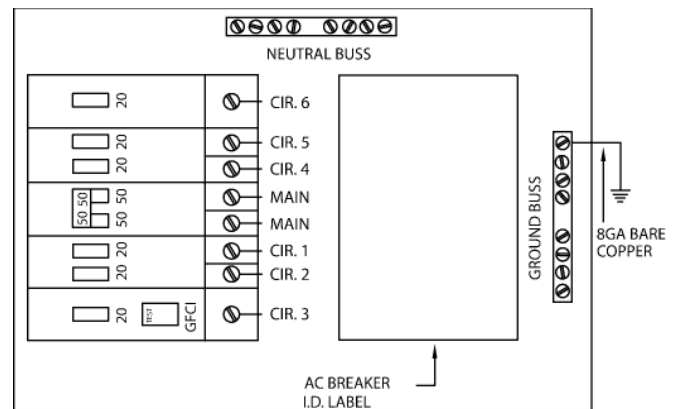 NEUTRAL BUSS
20 CIR. 6
20 CIR. 5
20 CIR. 4
50 50 MAIN
50 50 MAIN
20 CIR. 1
20 CIR. 2
20 TEST GFCI CIR. 3
GROUND BUSS
8GA BARE
COPPER
AC BREAKER
I.D. LABEL